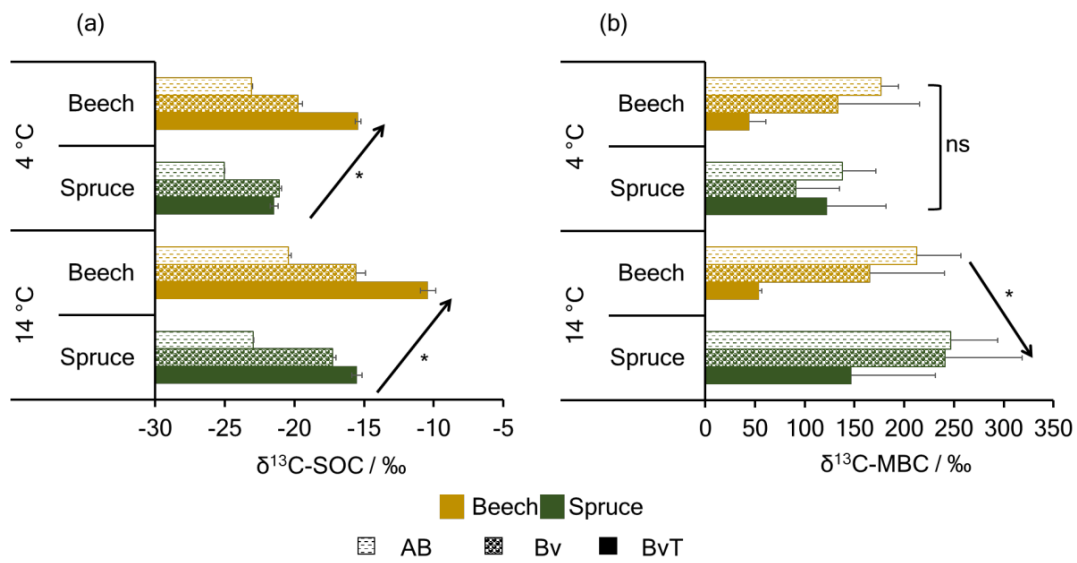 (a)
4 °C
Beech
Spruce
*
14 °C
Beech
Spruce
*
-30 -25 -20 -15 -10 -5
δ¹³C-SOC / ‰
(b)
4 °C
Beech
Spruce
ns
14 °C
Beech
Spruce
*
0 50 100 150 200 250 300 350
δ¹³C-MBC / ‰
Beech Spruce
AB Bv BvT